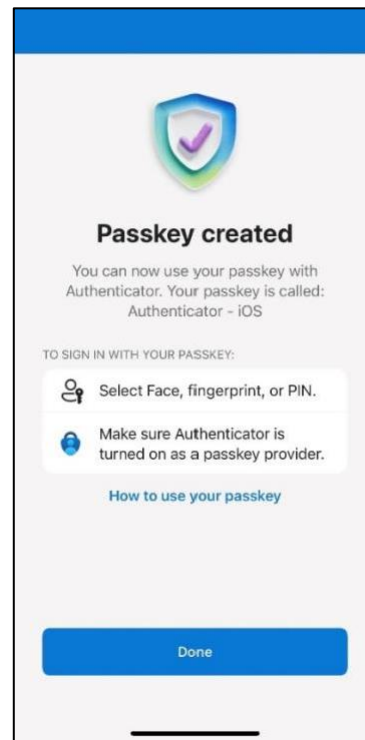 Passkey created
You can now use your passkey with
Authenticator. Your passkey is called:
Authenticator - iOS
TO SIGN IN WITH YOUR PASSKEY:
Select Face, fingerprint, or PIN.
Make sure Authenticator is
turned on as a passkey provider.
How to use your passkey
Done